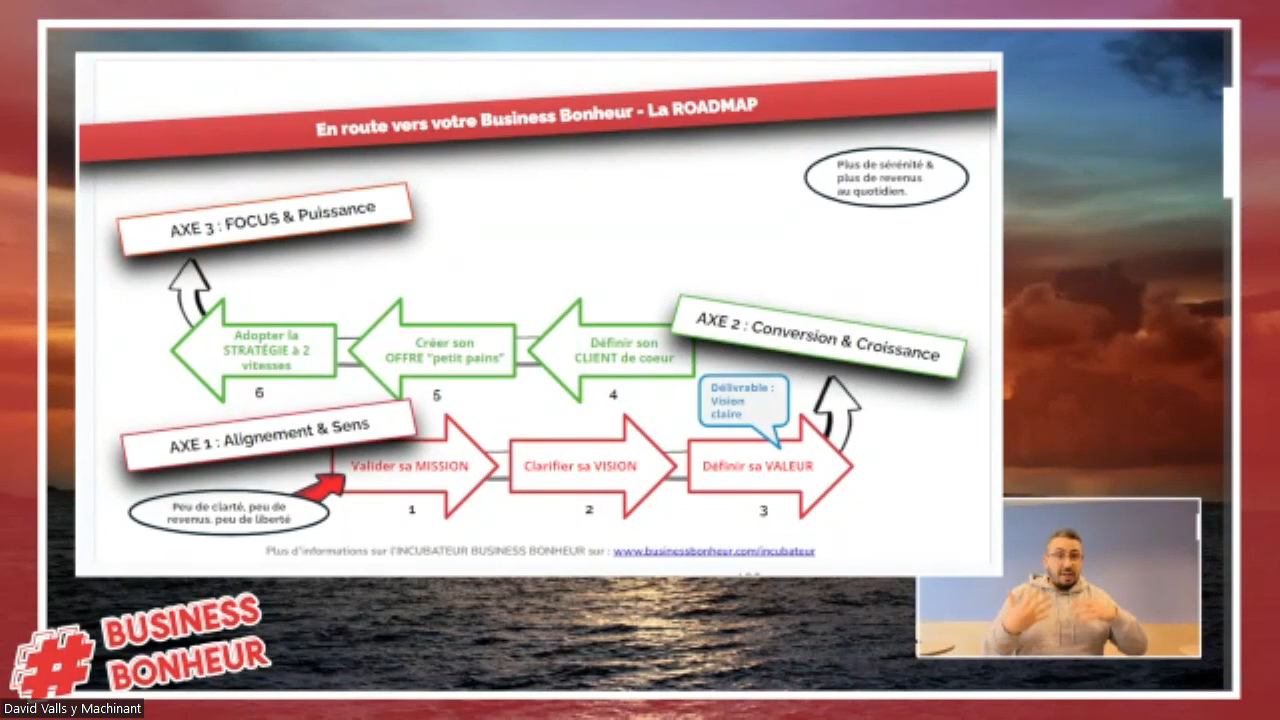 En route vers votre Business Bonheur - La ROADMAP
Plus de sérénité &
plus de revenus
au quotidien.
AXE 3 : FOCUS & Puissance
AXE 2 : Conversion & Croissance
Adopter la
STRATÉGIE à 2
vitesses
6
Créer son
OFFRE "petit pains"
5
Définir son
CLIENT de coeur
4
Délivrable :
Vision
claire
AXE 1 : Alignement & Sens
Valider sa MISSION
1
Clarifier sa VISION
2
Définir sa VALEUR
3
Peu de clarté, peu de
revenus, peu de liberté
Plus d'informations sur l'INCUBATEUR BUSINESS BONHEUR sur : www.businessbonheur.com/incubateur
# BUSINESS
BONHEUR
David Valls y Machinant